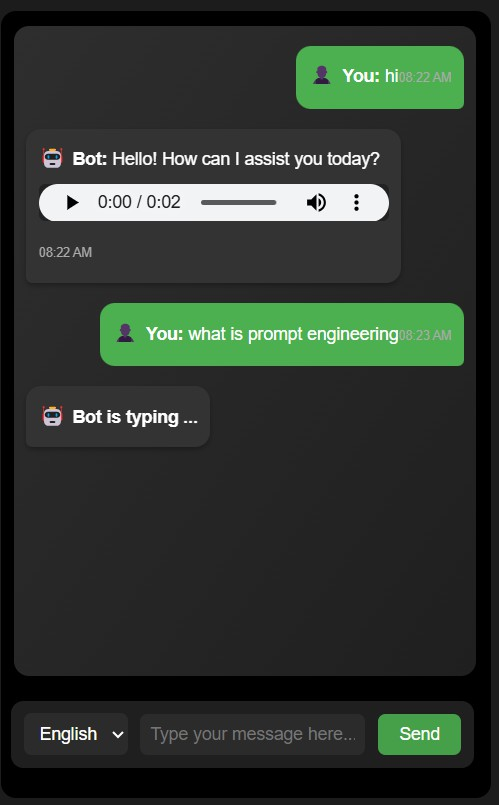 You: hi08:22 AM
Bot: Hello! How can I assist you today?
0:00 / 0:02
08:22 AM
You: what is prompt engineering08:23 AM
Bot is typing ...
English Type your message here... Send